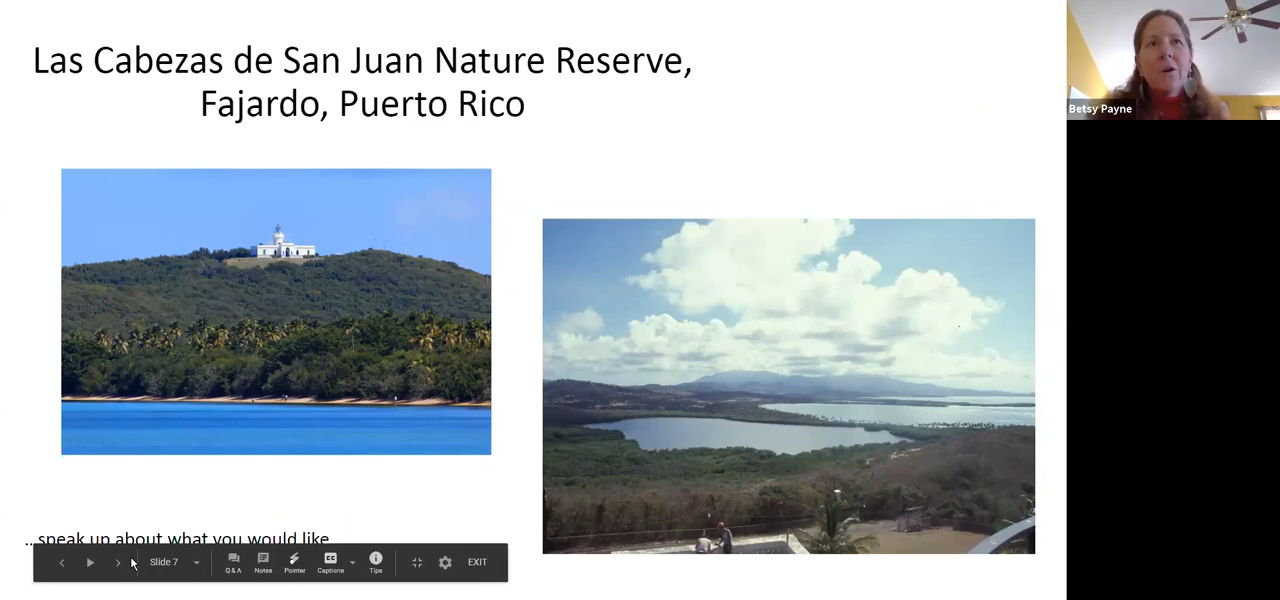 Las Cabezas de San Juan Nature Reserve,
Fajardo, Puerto Rico
Betsy Payne
...speak up about what you would like
Slide 7
Q & A
Notes
Pointer
Captions
Tips
EXIT